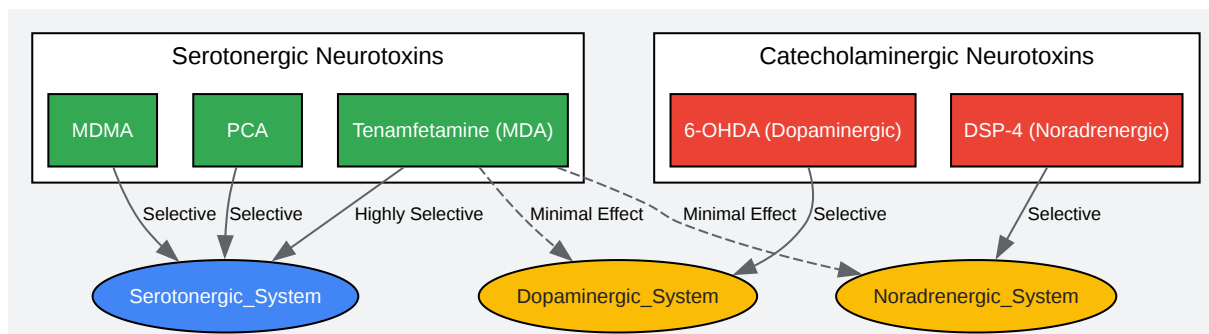 Serotonergic Neurotoxins
Catecholaminergic Neurotoxins
MDMA
PCA
Tenamfetamine (MDA)
6-OHDA (Dopaminergic)
DSP-4 (Noradrenergic)
Selective
Selective
Highly Selective
Minimal Effect
Minimal Effect
Selective
Selective
Serotonergic_System
Dopaminergic_System
Noradrenergic_System